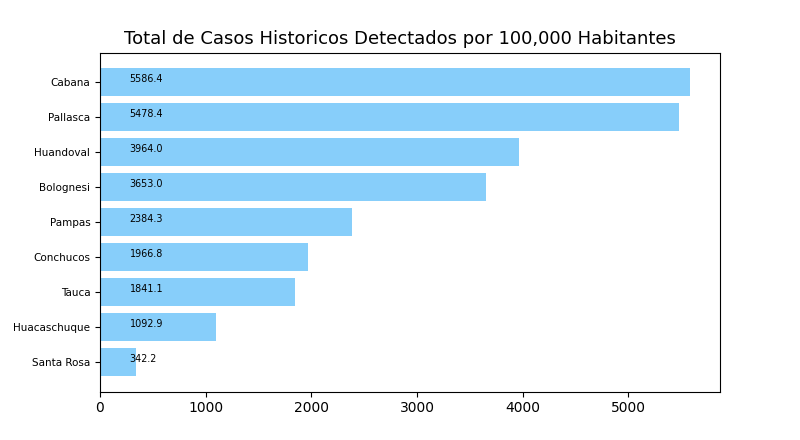 Total de Casos Historicos Detectados por 100,000 Habitantes
Cabana 5586.4
Pallasca 5478.4
Huandoval 3964.0
Bolognesi 3653.0
Pampas 2384.3
Conchucos 1966.8
Tauca 1841.1
Huacaschuque 1092.9
Santa Rosa 342.2
0 1000 2000 3000 4000 5000